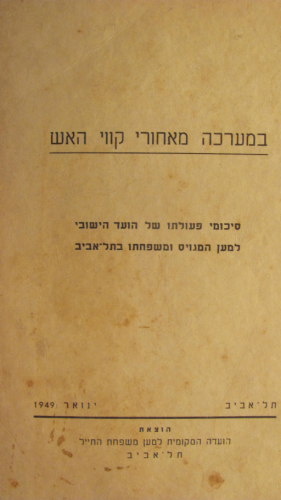 במערכה מאחורי קווי האש
סיכומי פעולתו של הועד הישובי
למען המגויס ומשפחתו בתל־אביב
תל־אביב ינואר 1949
הוצאת
הועדה המקומית למען משפחת החייל
תל־אביב